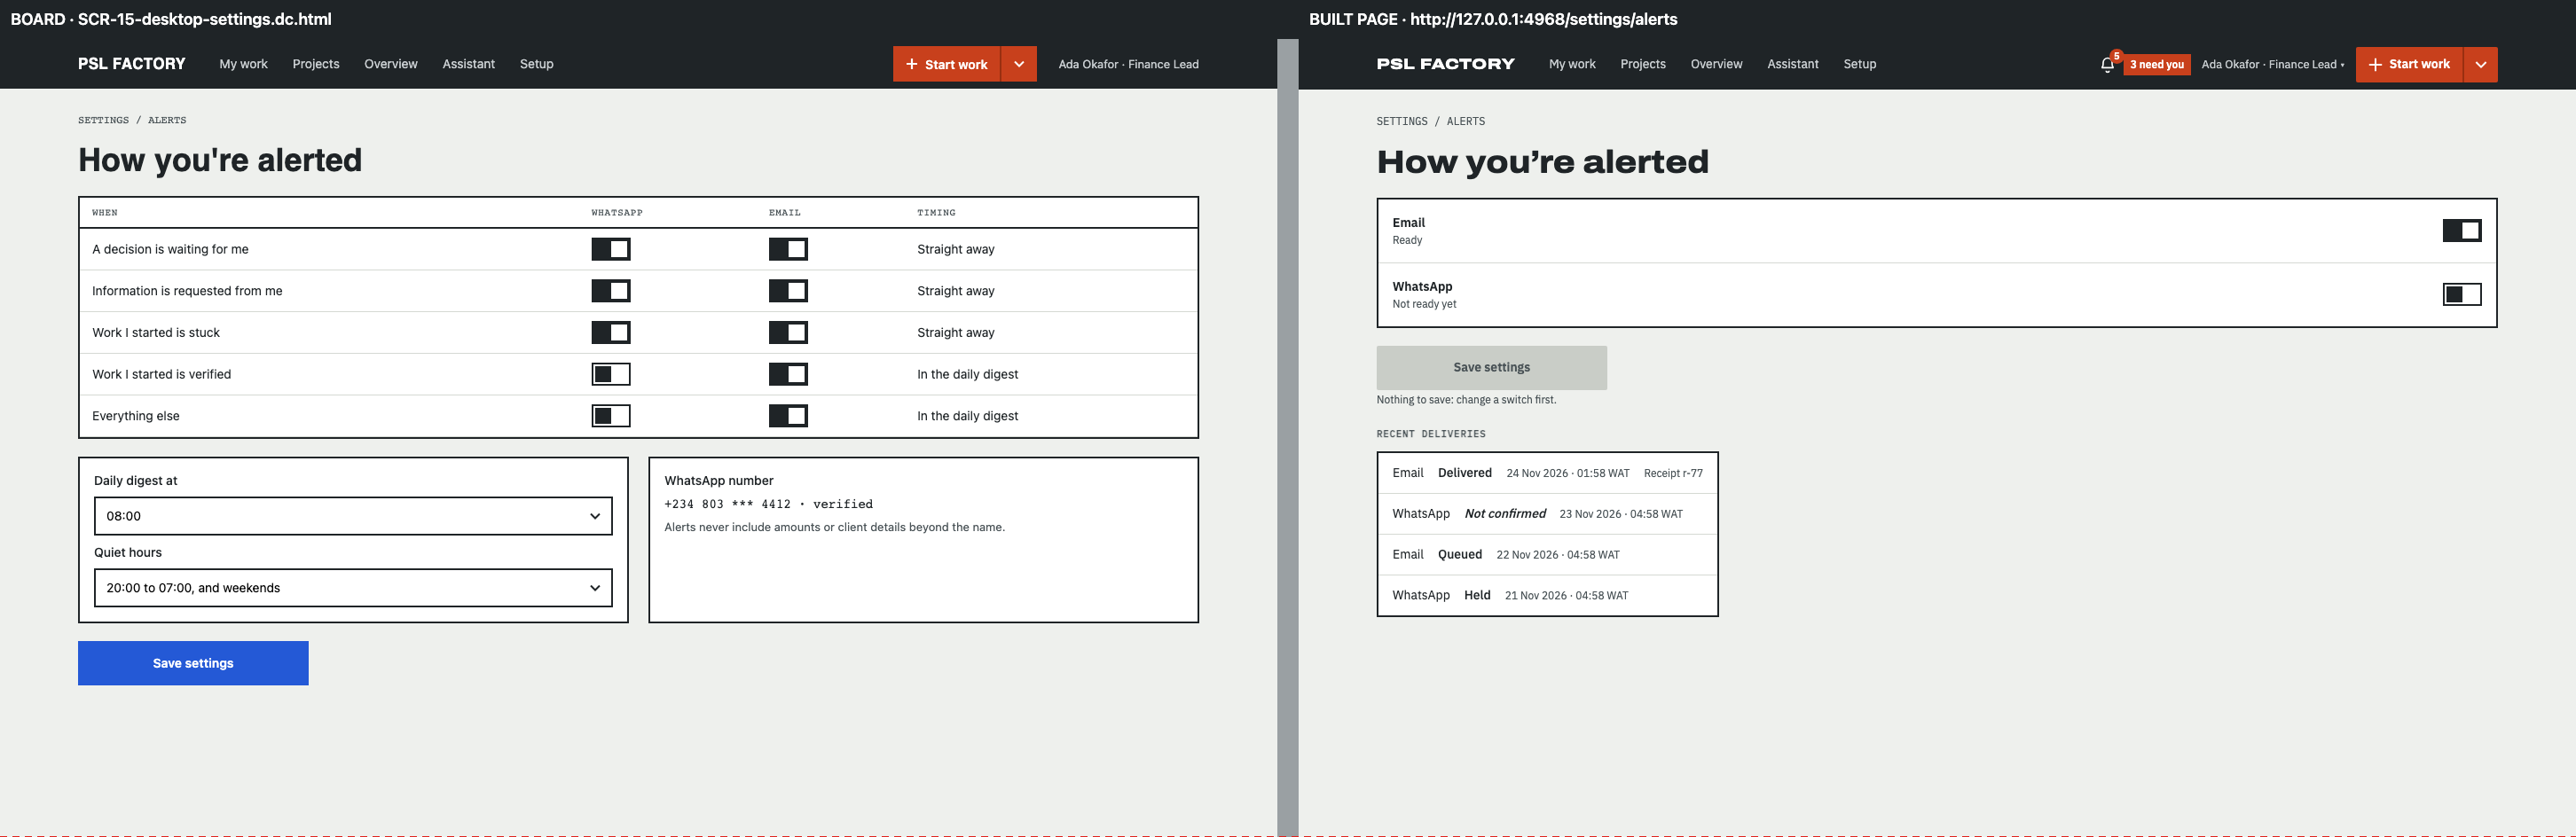 BOARD · SCR-15-desktop-settings.dc.html
PSL FACTORY My work Projects Overview Assistant Setup + Start work Ada Okafor · Finance Lead
SETTINGS / ALERTS
How you're alerted
WHEN WHATSAPP EMAIL TIMING
A decision is waiting for me Straight away
Information is requested from me Straight away
Work I started is stuck Straight away
Work I started is verified In the daily digest
Everything else In the daily digest
Daily digest at
08:00
Quiet hours
20:00 to 07:00, and weekends
WhatsApp number
+234 803 *** 4412 · verified
Alerts never include amounts or client details beyond the name.
Save settings
BUILT PAGE · http://127.0.0.1:4968/settings/alerts
PSL FACTORY My work Projects Overview Assistant Setup 5 3 need you Ada Okafor · Finance Lead + Start work
SETTINGS / ALERTS
How you’re alerted
Email
Ready
WhatsApp
Not ready yet
Save settings
Nothing to save: change a switch first.
RECENT DELIVERIES
Email Delivered 24 Nov 2026 · 01:58 WAT Receipt r-77
WhatsApp Not confirmed 23 Nov 2026 · 04:58 WAT
Email Queued 22 Nov 2026 · 04:58 WAT
WhatsApp Held 21 Nov 2026 · 04:58 WAT